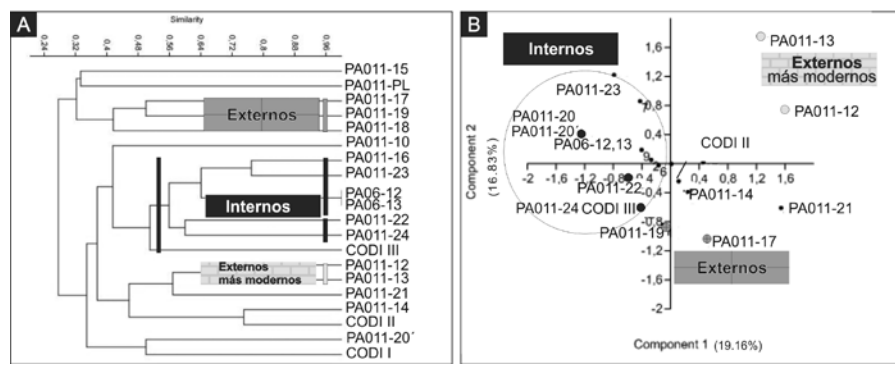 A
Similarity
0,24 0,32 0,4 0,48 0,56 0,64 0,72 0,8 0,88 0,96
PA011-15
PA011-PL
PA011-17
PA011-19
PA011-18
PA011-10
PA011-16
PA011-23
PA06-12
PA06-13
PA011-22
PA011-24
CODI III
PA011-12
PA011-13
PA011-21
PA011-14
CODI II
PA011-20´
CODI I
Externos
Internos
Externos
más modernos
B
Internos
PA011-13
Externos
más modernos
PA011-12
PA011-23
PA011-20
PA011-20´
PA06-12,13
CODI II
PA011-22
PA011-14
PA011-24 CODI III
PA011-21
PA011-19
PA011-17
Externos
1,6
1,2
0,4
-0,4
-0,8
-1,2
-1,6
-2
-2 -1,6 -1,2 -0,8 -0,4 0,4 0,8 1,2 1,6
Component 2
(16.83%)
Component 1 (19.16%)